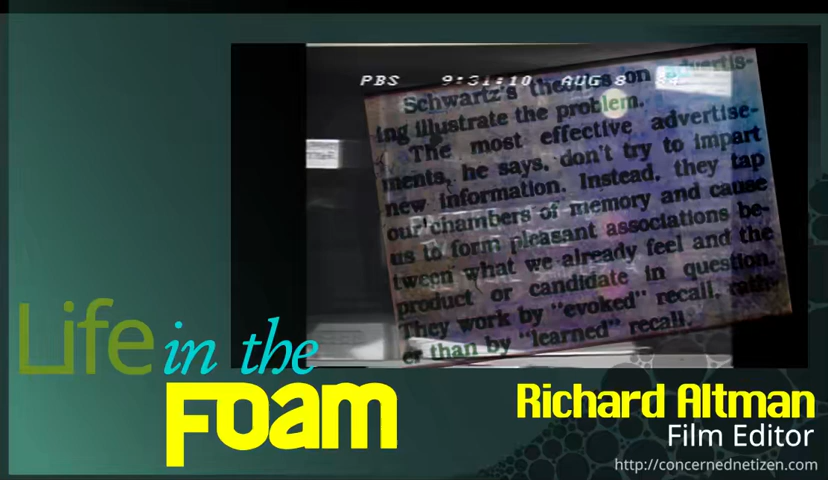 PBS 9:31:10 AUG 8
Schwartz's theories on advertis-
ing illustrate the problem.
The most effective advertise-
ments, he says, don't try to impart
new information. Instead, they tap
our chambers of memory and cause
us to form pleasant associations be-
tween what we already feel and the
product or candidate in question.
They work by "evoked" recall, rath-
er than by "learned" recall.
Life in the
Foam
Richard Altman
Film Editor
http://concernednetizen.com